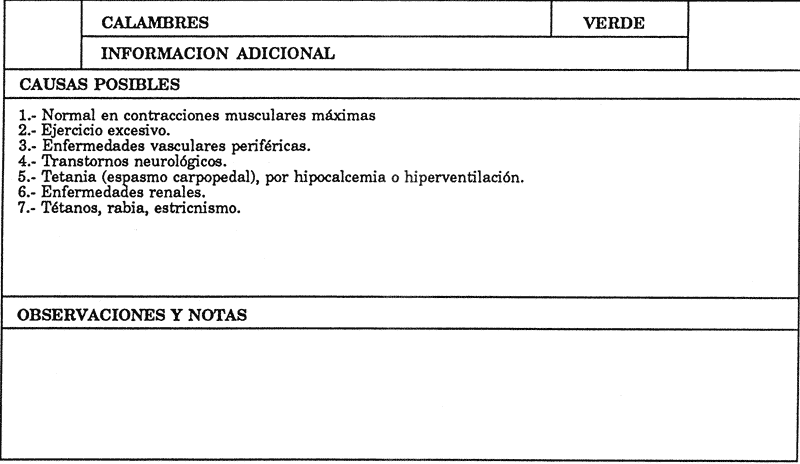 CALAMBRES
VERDE
INFORMACION ADICIONAL
CAUSAS POSIBLES
1.- Normal en contracciones musculares máximas
2.- Ejercicio excesivo.
3.- Enfermedades vasculares periféricas.
4.- Transtornos neurológicos.
5.- Tetania (espasmo carpopedal), por hipocalcemia o hiperventilación.
6.- Enfermedades renales.
7.- Tétanos, rabia, estricnismo.
OBSERVACIONES Y NOTAS